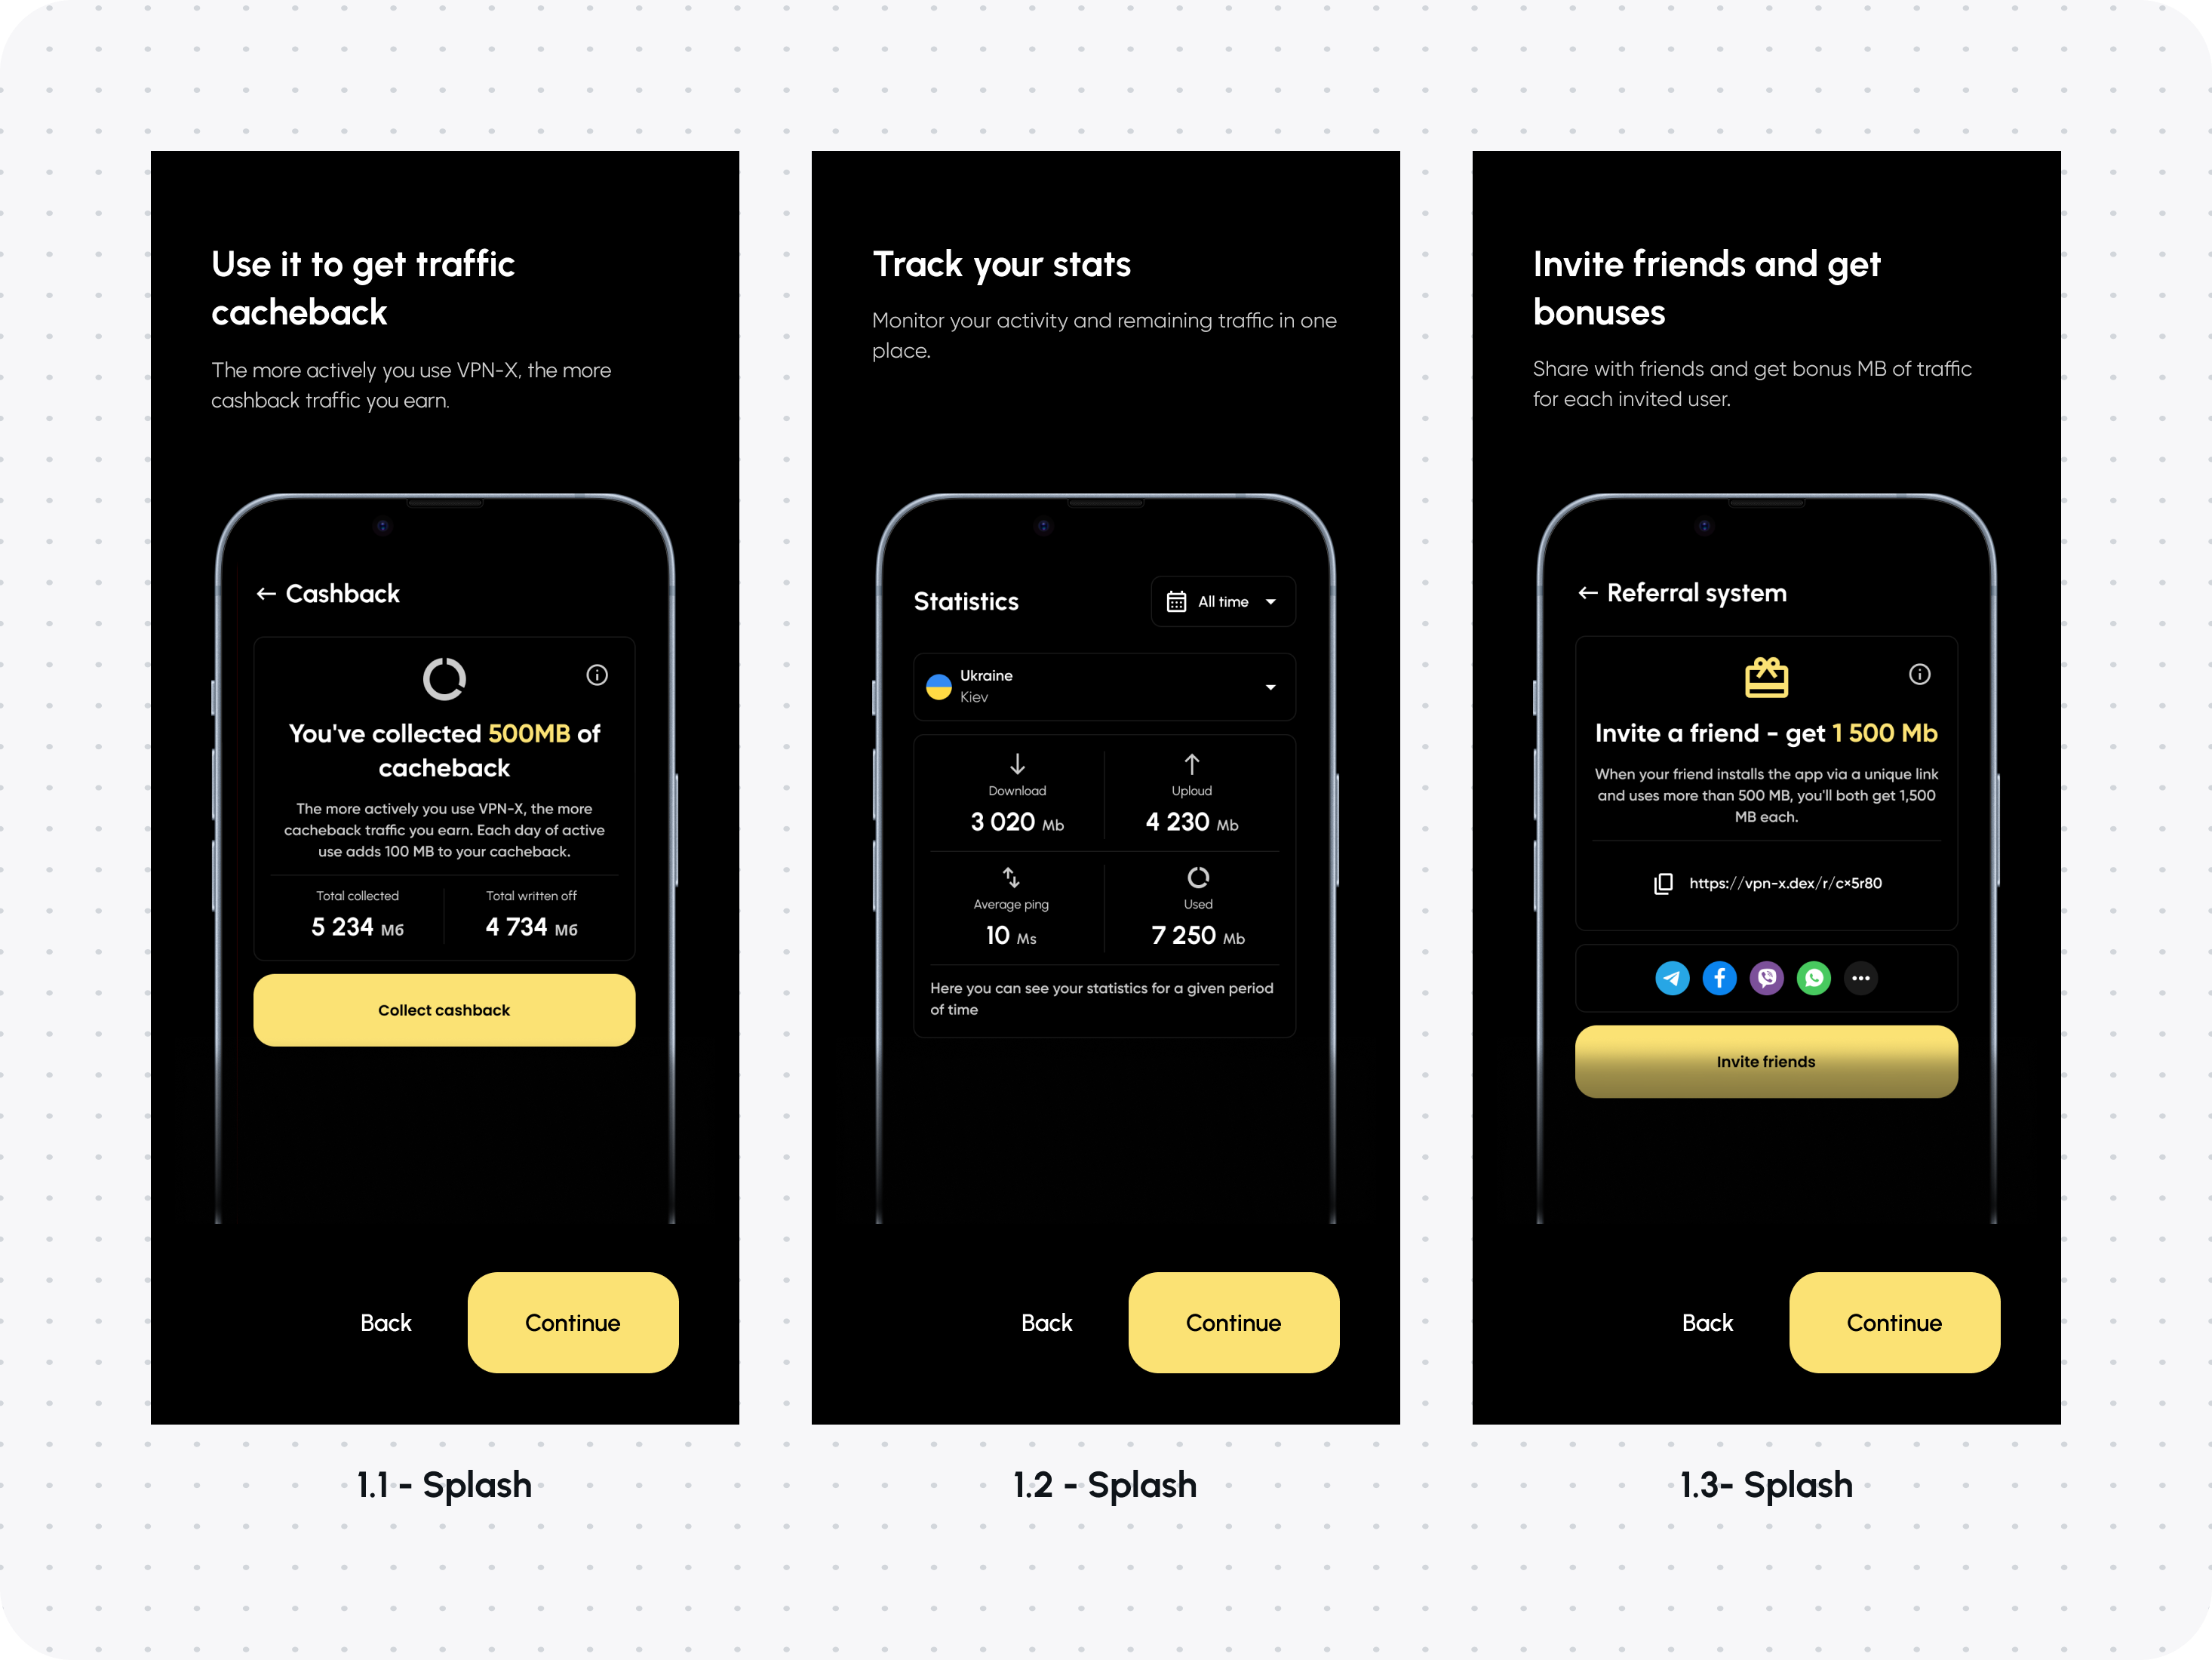 Use it to get traffic
cacheback
The more actively you use VPN-X, the more
cashback traffic you earn.
Cashback
You've collected 500MB of
cacheback
The more actively you use VPN-X, the more
cacheback traffic you earn. Each day of active
use adds 100 MB to your cacheback.
Total collected
5 234 Мб
Total written off
4 734 Мб
Collect cashback
Back
Continue
1.1 - Splash
Track your stats
Monitor your activity and remaining traffic in one
place.
Statistics
All time
Ukraine
Kiev
Download
3 020 Mb
Uploud
4 230 Mb
Average ping
10 Ms
Used
7 250 Mb
Here you can see your statistics for a given period
of time
Back
Continue
1.2 - Splash
Invite friends and get
bonuses
Share with friends and get bonus MB of traffic
for each invited user.
Referral system
Invite a friend - get 1 500 Mb
When your friend installs the app via a unique link
and uses more than 500 MB, you'll both get 1,500
MB each.
https://vpn-x.dex/r/c×5r80
Invite friends
Back
Continue
1.3- Splash